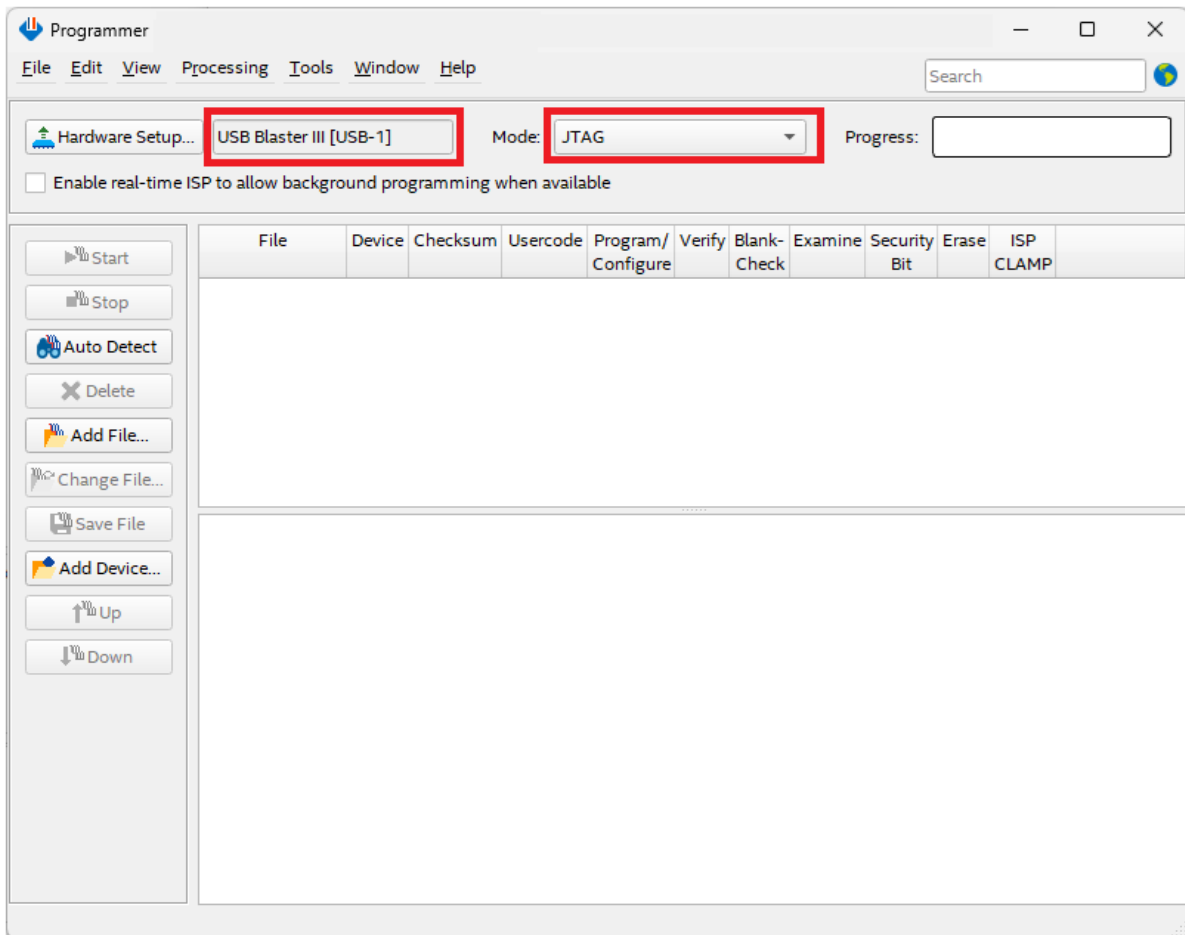 Programmer
File Edit View Processing Tools Window Help
Search
Hardware Setup... USB Blaster III [USB-1] Mode: JTAG Progress:
Enable real-time ISP to allow background programming when available
File Device Checksum Usercode Program/ Verify Blank- Examine Security Erase ISP
Configure Check Bit CLAMP
Start
Stop
Auto Detect
Delete
Add File...
Change File...
Save File
Add Device...
Up
Down